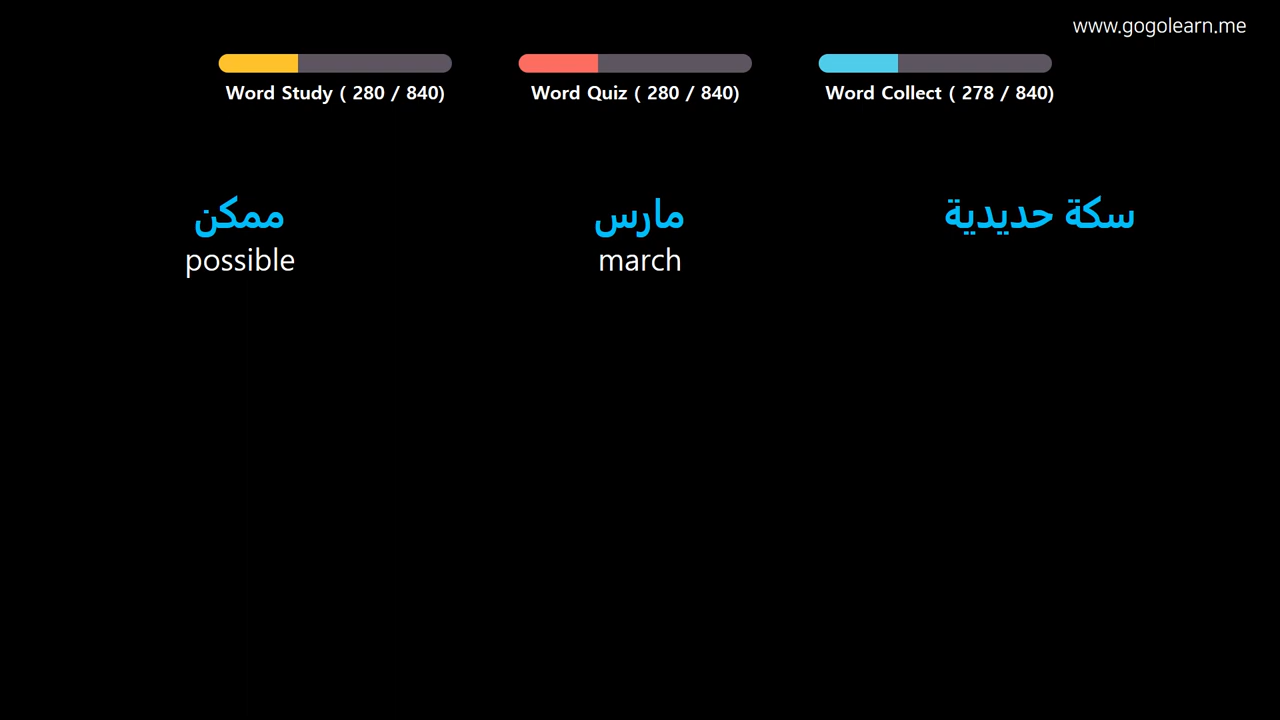 www.gogolearn.me
Word Study ( 280 / 840)
Word Quiz ( 280 / 840)
Word Collect ( 278 / 840)
ممكن
possible
مارس
march
سكة حديدية